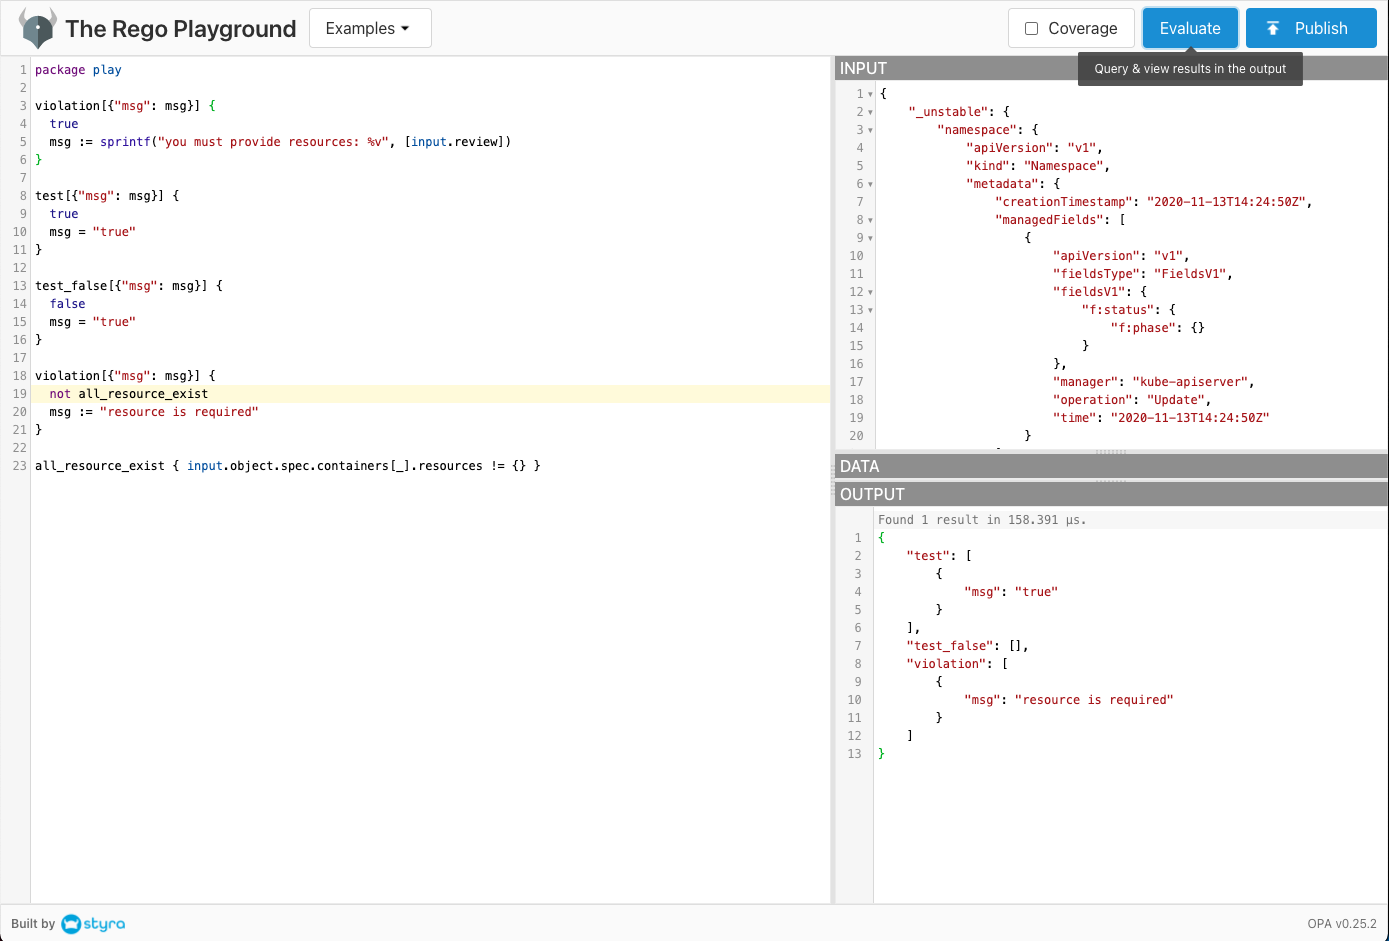 The Rego Playground
Examples
Coverage
Evaluate
Publish
Query & view results in the output
1 package play
2
3 violation[{"msg": msg}] {
4   true
5   msg := sprintf("you must provide resources: %v", [input.review])
6 }
7
8 test[{"msg": msg}] {
9   true
10   msg = "true"
11 }
12
13 test_false[{"msg": msg}] {
14   false
15   msg = "true"
16 }
17
18 violation[{"msg": msg}] {
19   not all_resource_exist
20   msg := "resource is required"
21 }
22
23 all_resource_exist { input.object.spec.containers[_].resources != {} }
INPUT
1 {
2     "_unstable": {
3         "namespace": {
4             "apiVersion": "v1",
5             "kind": "Namespace",
6             "metadata": {
7                 "creationTimestamp": "2020-11-13T14:24:50Z",
8                 "managedFields": [
9                     {
10                         "apiVersion": "v1",
11                         "fieldsType": "FieldsV1",
12                         "fieldsV1": {
13                             "f:status": {
14                                 "f:phase": {}
15                             }
16                         },
17                         "manager": "kube-apiserver",
18                         "operation": "Update",
19                         "time": "2020-11-13T14:24:50Z"
20                     }
DATA
OUTPUT
Found 1 result in 158.391 µs.
1 {
2     "test": [
3         {
4             "msg": "true"
5         }
6     ],
7     "test_false": [],
8     "violation": [
9         {
10             "msg": "resource is required"
11         }
12     ]
13 }
Built by styra
OPA v0.25.2